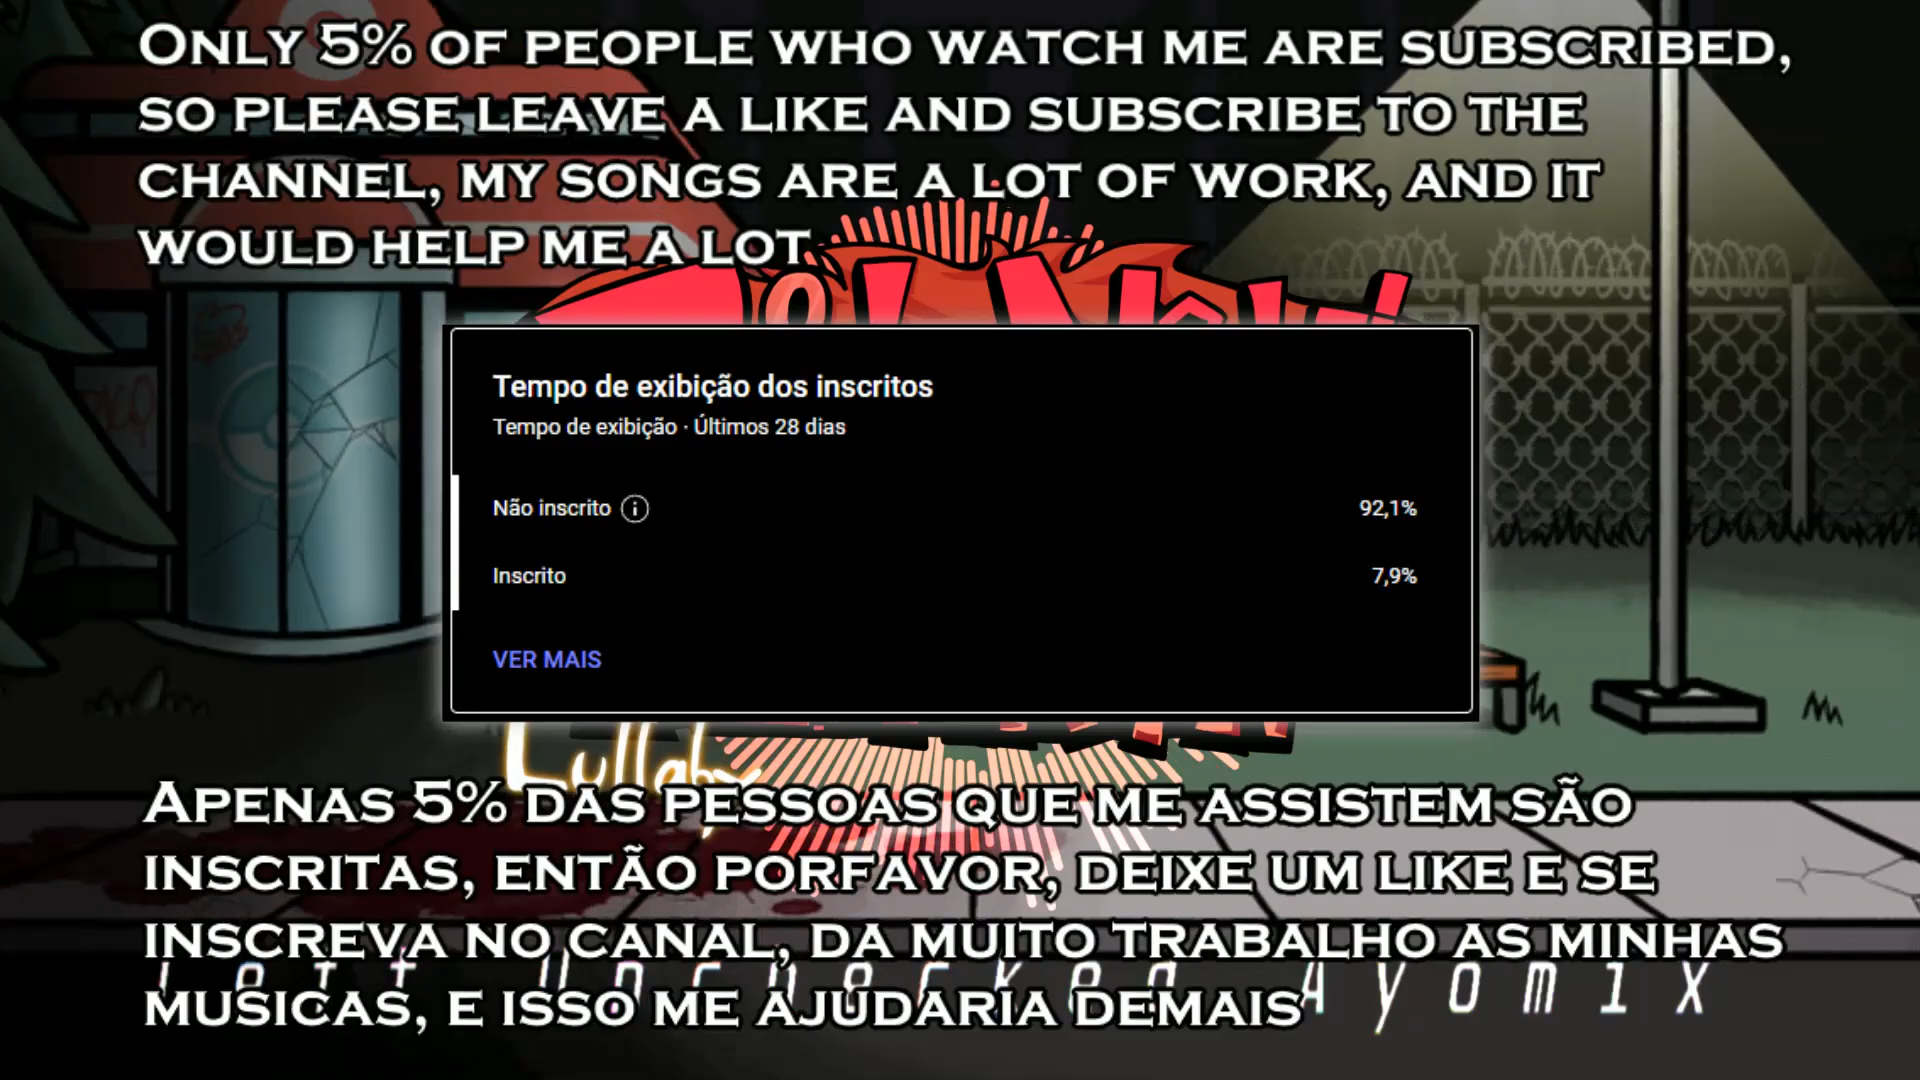 ONLY 5% OF PEOPLE WHO WATCH ME ARE SUBSCRIBED,
SO PLEASE LEAVE A LIKE AND SUBSCRIBE TO THE
CHANNEL, MY SONGS ARE A LOT OF WORK, AND IT
WOULD HELP ME A LOT
Tempo de exibição dos inscritos
Tempo de exibição · Últimos 28 dias
Não inscrito 92,1%
Inscrito 7,9%
VER MAIS
Lullaby
APENAS 5% DAS PESSOAS QUE ME ASSISTEM SÃO
INSCRITAS, ENTÃO PORFAVOR, DEIXE UM LIKE E SE
INSCREVA NO CANAL, DA MUITO TRABALHO AS MINHAS
MUSICAS, E ISSO ME AJUDARIA DEMAIS
Left Unchecked Ayomix